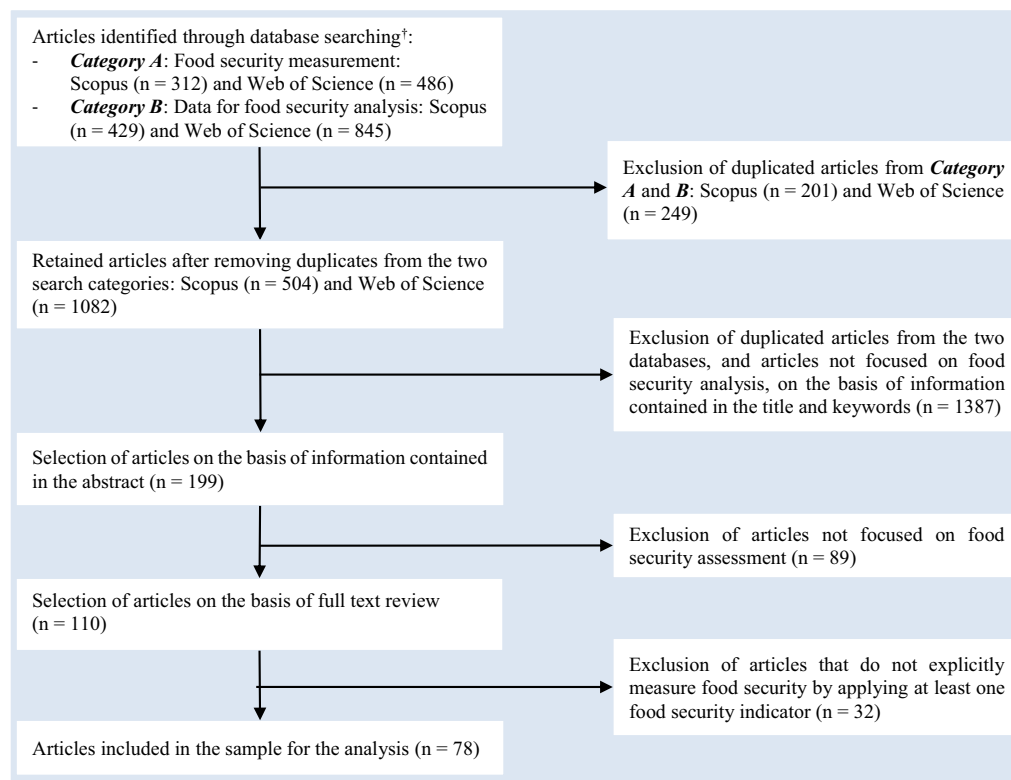 Articles identified through database searching†:
- Category A: Food security measurement:
Scopus (n = 312) and Web of Science (n = 486)
- Category B: Data for food security analysis: Scopus
(n = 429) and Web of Science (n = 845)
Exclusion of duplicated articles from Category
A and B: Scopus (n = 201) and Web of Science
(n = 249)
Retained articles after removing duplicates from the two
search categories: Scopus (n = 504) and Web of Science
(n = 1082)
Exclusion of duplicated articles from the two
databases, and articles not focused on food
security analysis, on the basis of information
contained in the title and keywords (n = 1387)
Selection of articles on the basis of information contained
in the abstract (n = 199)
Exclusion of articles not focused on food
security assessment (n = 89)
Selection of articles on the basis of full text review
(n = 110)
Exclusion of articles that do not explicitly
measure food security by applying at least one
food security indicator (n = 32)
Articles included in the sample for the analysis (n = 78)